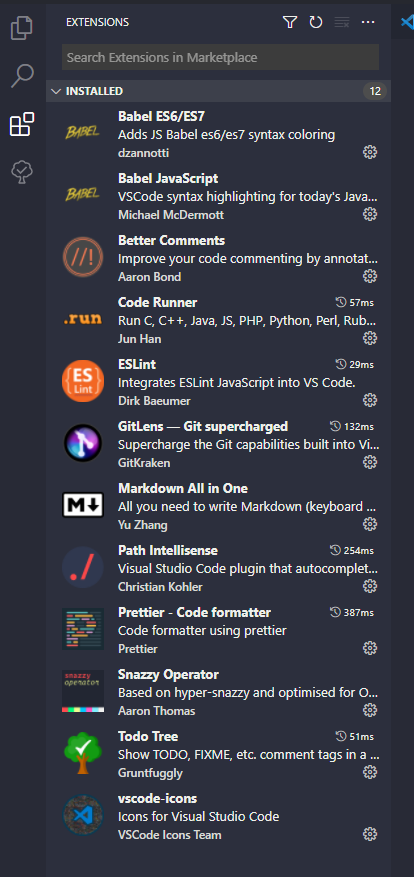 EXTENSIONS
Search Extensions in Marketplace
INSTALLED 12
BABEL
Babel ES6/ES7
Adds JS Babel es6/es7 syntax coloring
dzannotti
BABEL
Babel JavaScript
VSCode syntax highlighting for today's Java...
Michael McDermott
//!
Better Comments
Improve your code commenting by annotat...
Aaron Bond
.run
Code Runner 57ms
Run C, C++, Java, JS, PHP, Python, Perl, Rub...
Jun Han
ES
Lint
ESLint 29ms
Integrates ESLint JavaScript into VS Code.
Dirk Baeumer
GitLens — Git supercharged 132ms
Supercharge the Git capabilities built into Vi...
GitKraken
M
Markdown All in One
All you need to write Markdown (keyboard ...
Yu Zhang
./
Path Intellisense 254ms
Visual Studio Code plugin that autocomplet...
Christian Kohler
Prettier - Code formatter 387ms
Code formatter using prettier
Prettier
snazzy
operator
Snazzy Operator
Based on hyper-snazzy and optimised for O...
Aaron Thomas
Todo Tree 51ms
Show TODO, FIXME, etc. comment tags in a ...
Gruntfuggly
vscode-icons
Icons for Visual Studio Code
VSCode Icons Team